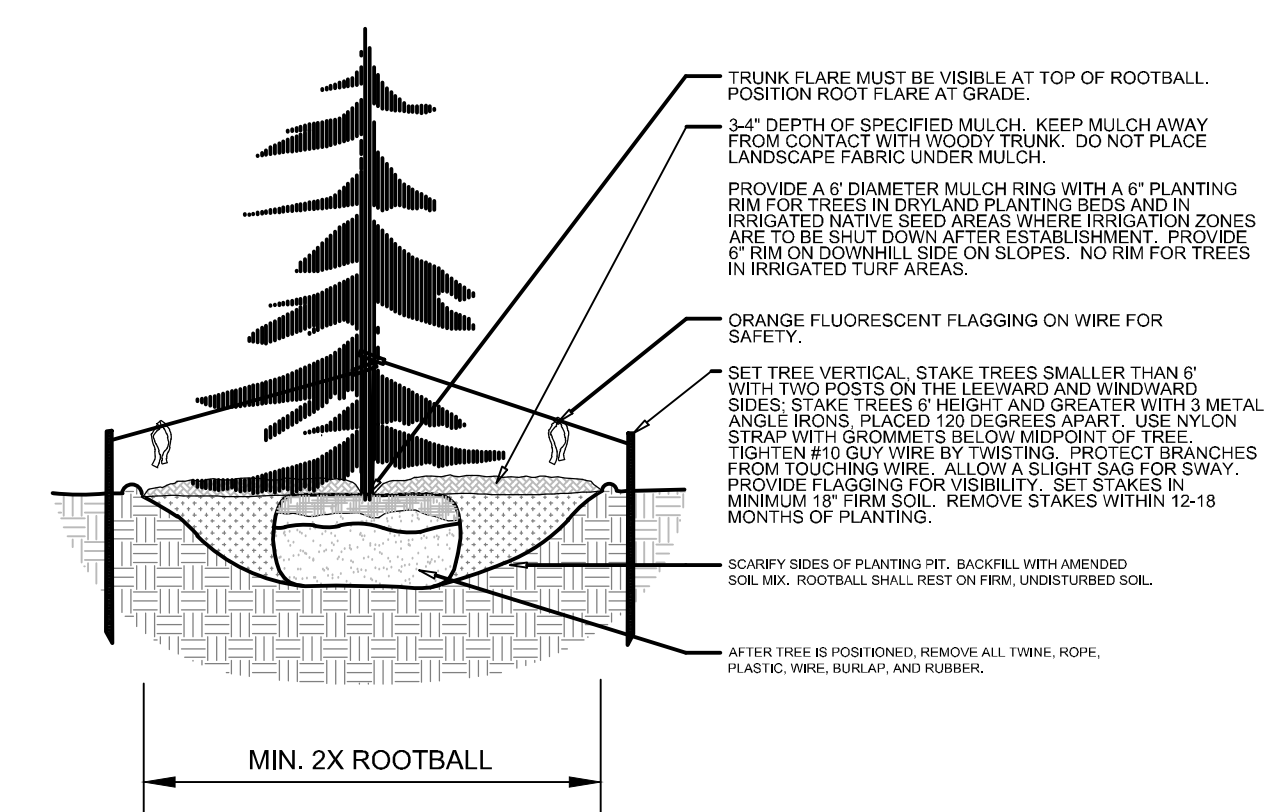 TRUNK FLARE MUST BE VISIBLE AT TOP OF ROOTBALL.
POSITION ROOT FLARE AT GRADE.
3-4" DEPTH OF SPECIFIED MULCH. KEEP MULCH AWAY
FROM CONTACT WITH WOODY TRUNK. DO NOT PLACE
LANDSCAPE FABRIC UNDER MULCH.
PROVIDE A 6' DIAMETER MULCH RING WITH A 6" PLANTING
RIM FOR TREES IN DRYLAND PLANTING BEDS AND IN
IRRIGATED NATIVE SEED AREAS WHERE IRRIGATION ZONES
ARE TO BE SHUT DOWN AFTER ESTABLISHMENT. PROVIDE
6" RIM ON DOWNHILL SIDE ON SLOPES. NO RIM FOR TREES
IN IRRIGATED TURF AREAS.
ORANGE FLUORESCENT FLAGGING ON WIRE FOR
SAFETY.
SET TREE VERTICAL, STAKE TREES SMALLER THAN 6'
WITH TWO POSTS ON THE LEEWARD AND WINDWARD
SIDES; STAKE TREES 6' HEIGHT AND GREATER WITH 3 METAL
ANGLE IRONS, PLACED 120 DEGREES APART. USE NYLON
STRAP WITH GROMMETS BELOW MIDPOINT OF TREE.
TIGHTEN #10 GUY WIRE BY TWISTING. PROTECT BRANCHES
FROM TOUCHING WIRE. ALLOW A SLIGHT SAG FOR SWAY.
PROVIDE FLAGGING FOR VISIBILITY. SET STAKES IN
MINIMUM 18" FIRM SOIL. REMOVE STAKES WITHIN 12-18
MONTHS OF PLANTING.
SCARIFY SIDES OF PLANTING PIT. BACKFILL WITH AMENDED
SOIL MIX. ROOTBALL SHALL REST ON FIRM, UNDISTURBED SOIL.
AFTER TREE IS POSITIONED, REMOVE ALL TWINE, ROPE,
PLASTIC, WIRE, BURLAP, AND RUBBER.
MIN. 2X ROOTBALL